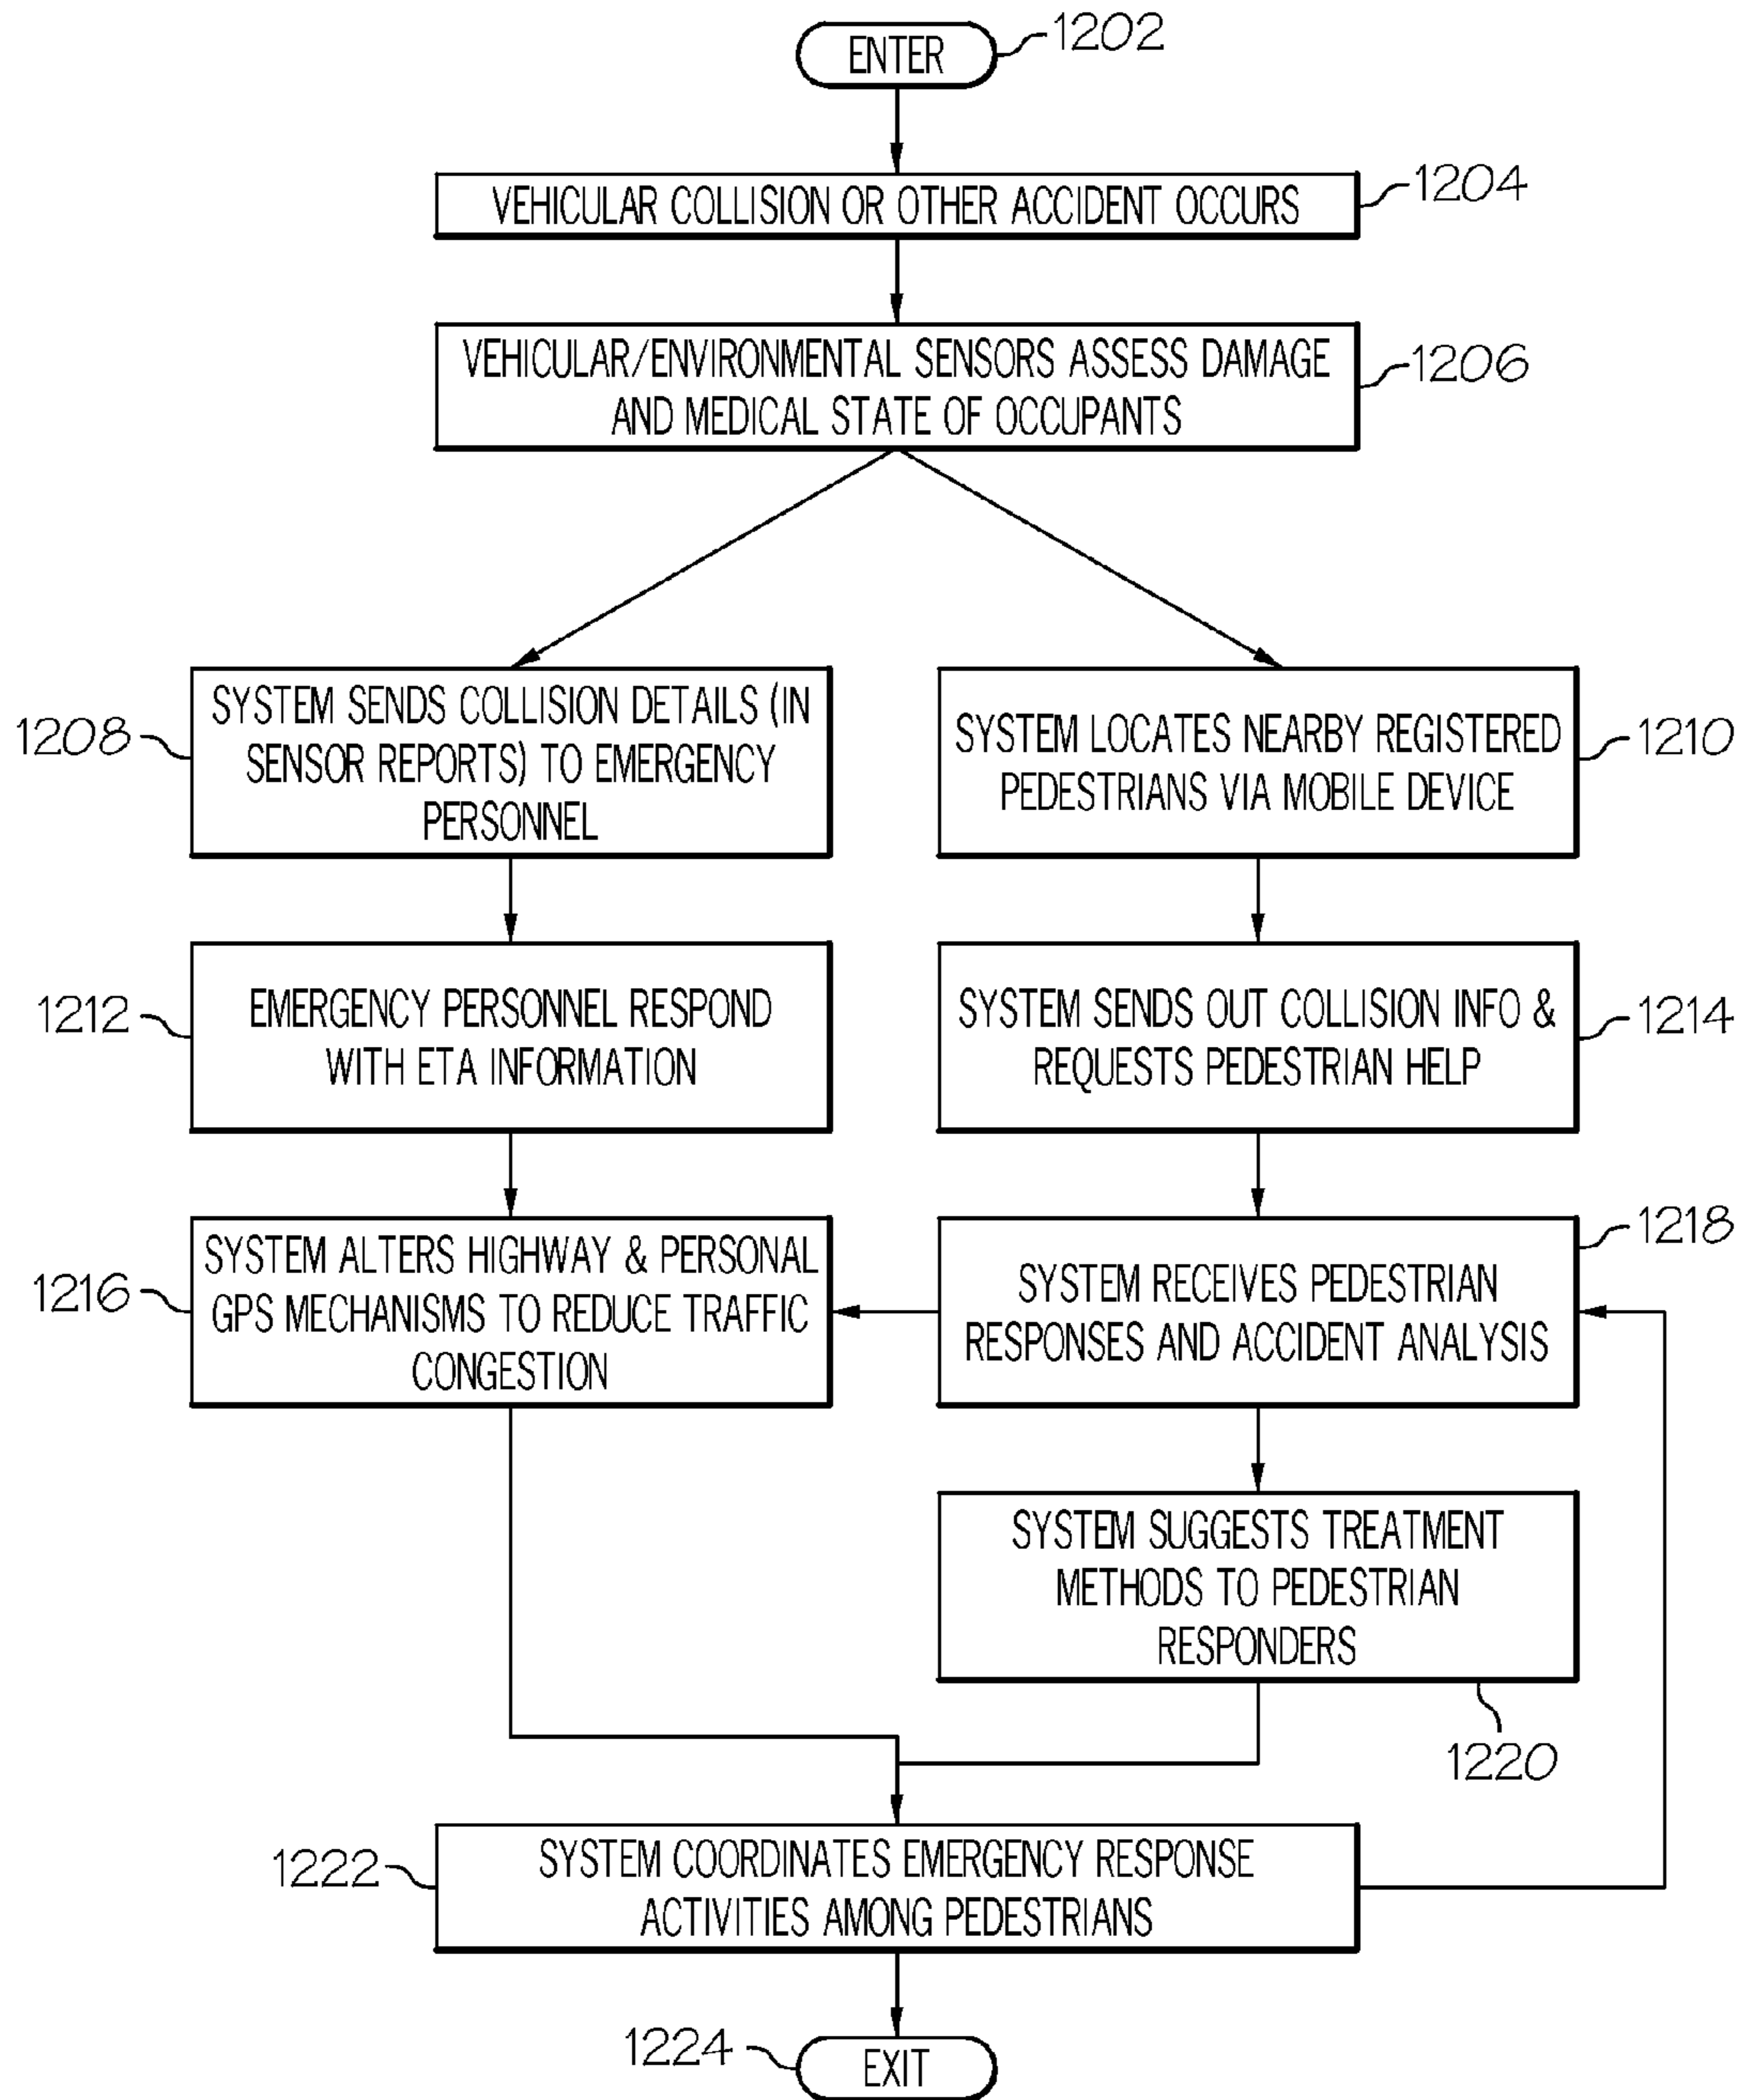 ENTER
1202
VEHICULAR COLLISION OR OTHER ACCIDENT OCCURS
1204
VEHICULAR/ENVIRONMENTAL SENSORS ASSESS DAMAGE
AND MEDICAL STATE OF OCCUPANTS
1206
1208
SYSTEM SENDS COLLISION DETAILS (IN
SENSOR REPORTS) TO EMERGENCY
PERSONNEL
SYSTEM LOCATES NEARBY REGISTERED
PEDESTRIANS VIA MOBILE DEVICE
1210
1212
EMERGENCY PERSONNEL RESPOND
WITH ETA INFORMATION
SYSTEM SENDS OUT COLLISION INFO &
REQUESTS PEDESTRIAN HELP
1214
1216
SYSTEM ALTERS HIGHWAY & PERSONAL
GPS MECHANISMS TO REDUCE TRAFFIC
CONGESTION
SYSTEM RECEIVES PEDESTRIAN
RESPONSES AND ACCIDENT ANALYSIS
1218
SYSTEM SUGGESTS TREATMENT
METHODS TO PEDESTRIAN
RESPONDERS
1220
1222
SYSTEM COORDINATES EMERGENCY RESPONSE
ACTIVITIES AMONG PEDESTRIANS
1224
EXIT